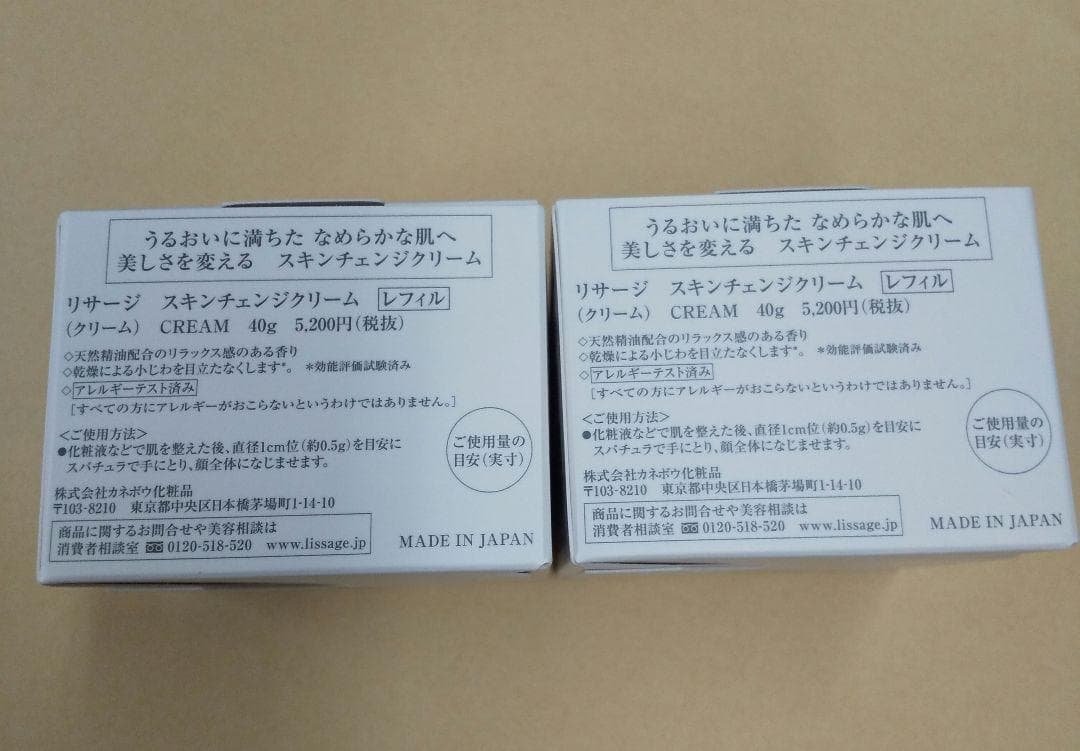 うるおいに満ちた なめらかな肌へ
美しさを変える スキンチェンジクリーム
リサージ スキンチェンジクリーム レフィル
(クリーム) CREAM 40g 5,200円(税抜)
◇天然精油配合のリラックス感のある香り
◇乾燥による小じわを目立たなくします*。 *効能評価試験済み
◇アレルギーテスト済み
[すべての方にアレルギーがおこらないというわけではありません。]
<ご使用方法>
●化粧液などで肌を整えた後、直径1cm位(約0.5g)を目安に
スパチュラで手にとり、顔全体になじませます。
ご使用量の
目安(実寸)
株式会社カネボウ化粧品
〒103-8210 東京都中央区日本橋茅場町1-14-10
商品に関するお問合せや美容相談は
消費者相談室 0120-518-520 www.lissage.jp
MADE IN JAPAN
うるおいに満ちた なめらかな肌へ
美しさを変える スキンチェンジクリーム
リサージ スキンチェンジクリーム レフィル
(クリーム) CREAM 40g 5,200円(税抜)
◇天然精油配合のリラックス感のある香り
◇乾燥による小じわを目立たなくします*。 *効能評価試験済み
◇アレルギーテスト済み
[すべての方にアレルギーがおこらないというわけではありません。]
<ご使用方法>
●化粧液などで肌を整えた後、直径1cm位(約0.5g)を目安に
スパチュラで手にとり、顔全体になじませます。
ご使用量の
目安(実寸)
株式会社カネボウ化粧品
〒103-8210 東京都中央区日本橋茅場町1-14-10
商品に関するお問合せや美容相談は
消費者相談室 0120-518-520 www.lissage.jp
MADE IN JAPAN